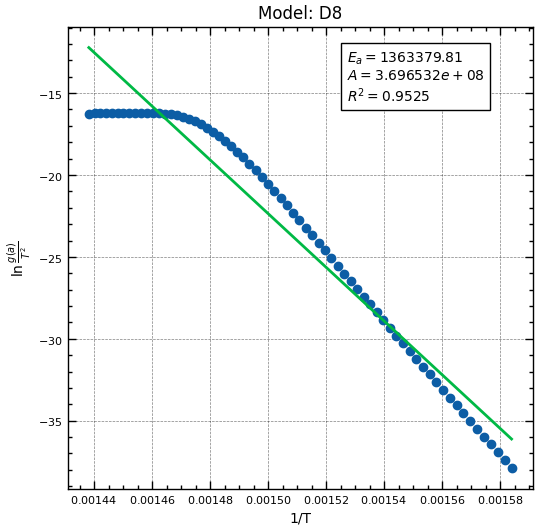 Model: D8
E_a = 1363379.81
A = 3.696532e + 08
R^2 = 0.9525
−15
−20
−25
−30
−35
ln g(a)/T^2
0.00144 0.00146 0.00148 0.00150 0.00152 0.00154 0.00156 0.00158
1/T